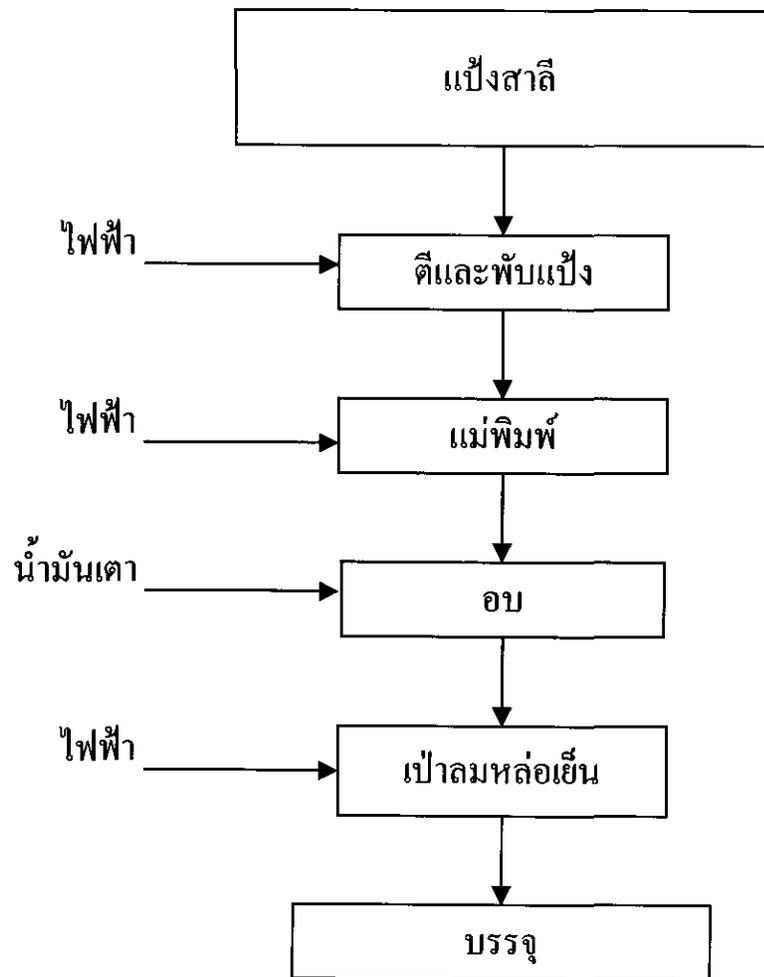 แป้งสาลี
ไฟฟ้า
ตีและพับแป้ง
ไฟฟ้า
แม่พิมพ์
น้ำมันเตา
อบ
ไฟฟ้า
เป่าลมหล่อเย็น
บรรจุ